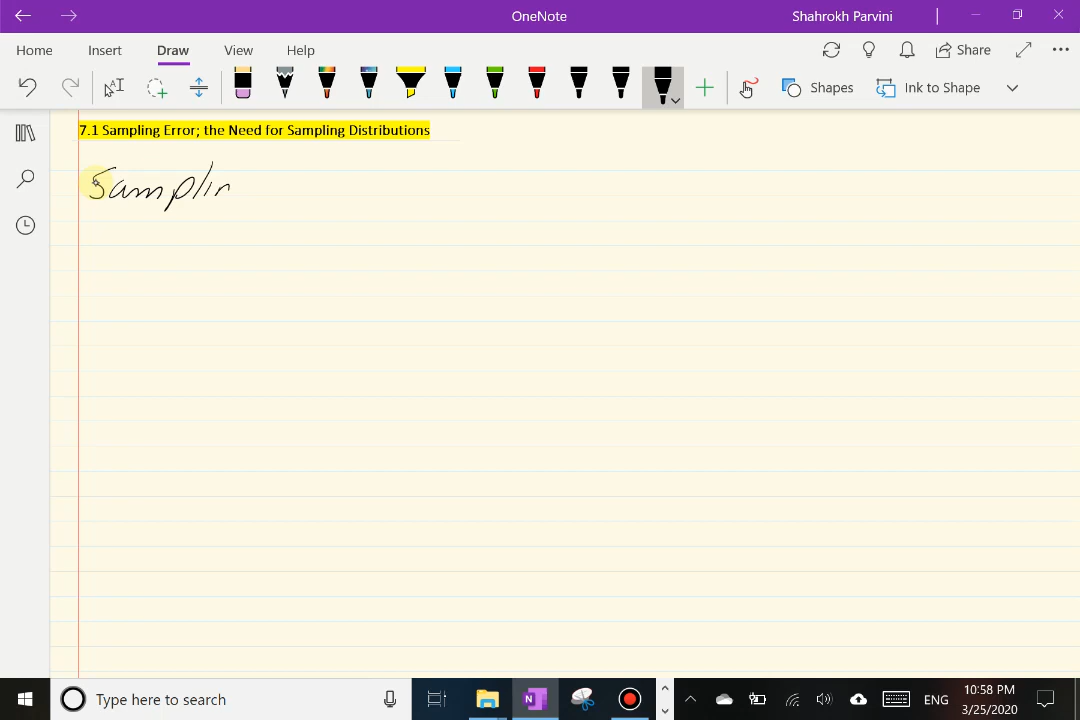 OneNote
Shahrokh Parvini
Home Insert Draw View Help
Share
Shapes
Ink to Shape
7.1 Sampling Error; the Need for Sampling Distributions
Samplin
Type here to search
ENG
10:58 PM
3/25/2020